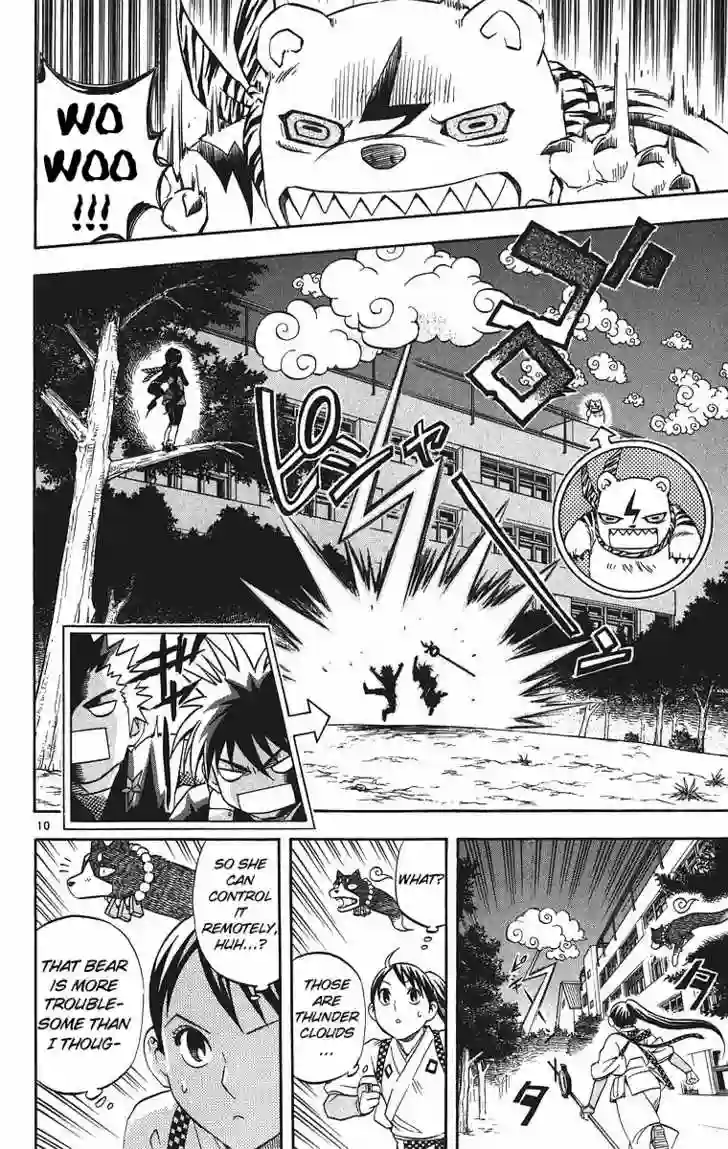 WO
WOO
!!!
ゴロ
ピシャーン
10
WHAT?
THOSE
ARE
THUNDER
CLOUDS
...
SO SHE
CAN
CONTROL
IT
REMOTELY,
HUH...?
THAT BEAR
IS MORE
TROUBLE-
SOME THAN
I THOUG-
タ
タ